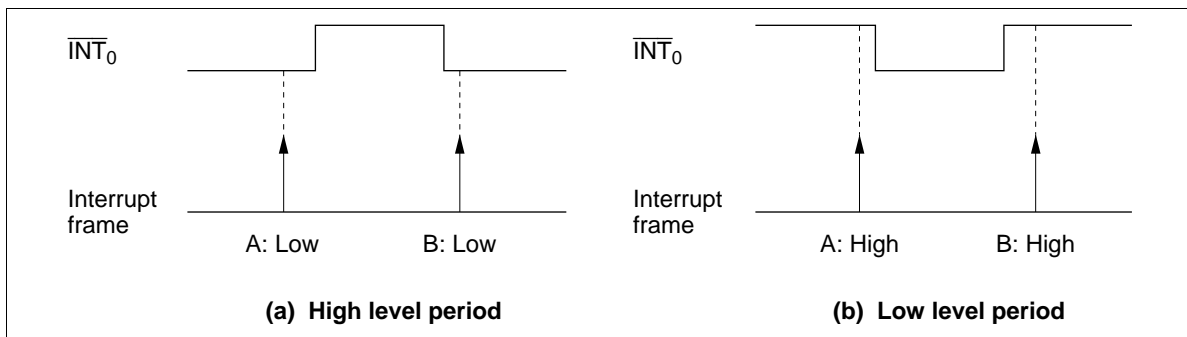 INT0
Interrupt
frame
A: Low
B: Low
(a) High level period
INT0
Interrupt
frame
A: High
B: High
(b) Low level period